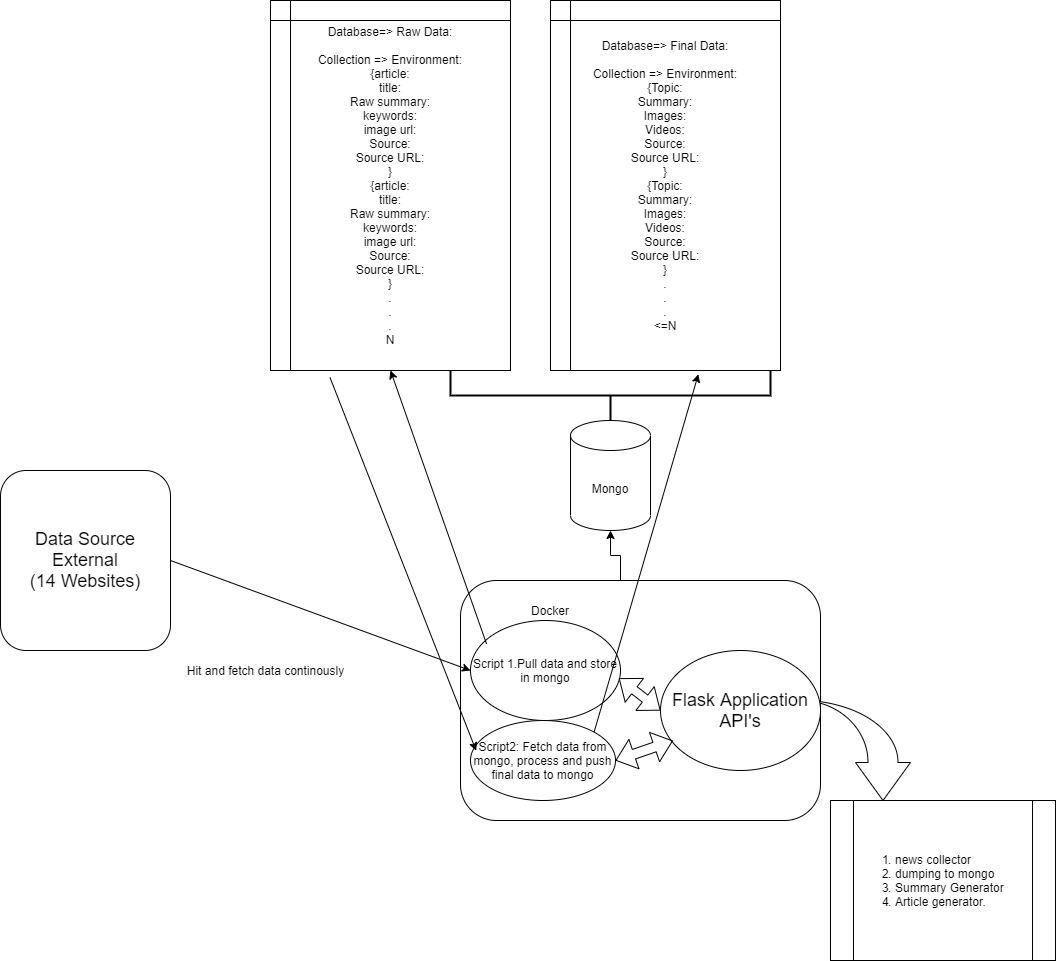 Database=> Raw Data:
Collection => Environment:
{article:
title:
Raw summary:
keywords:
image url:
Source:
Source URL:
}
{article:
title:
Raw summary:
keywords:
image url:
Source:
Source URL:
}
.
.
.
N
Database=> Final Data:
Collection => Environment:
{Topic:
Summary:
Images:
Videos:
Source:
Source URL:
}
{Topic:
Summary:
Images:
Videos:
Source:
Source URL:
}
.
.
.
<=N
Mongo
Data Source
External
(14 Websites)
Hit and fetch data continously
Docker
Script 1.Pull data and store
in mongo
Script2: Fetch data from
mongo, process and push
final data to mongo
Flask Application
API's
1. news collector
2. dumping to mongo
3. Summary Generator
4. Article generator.